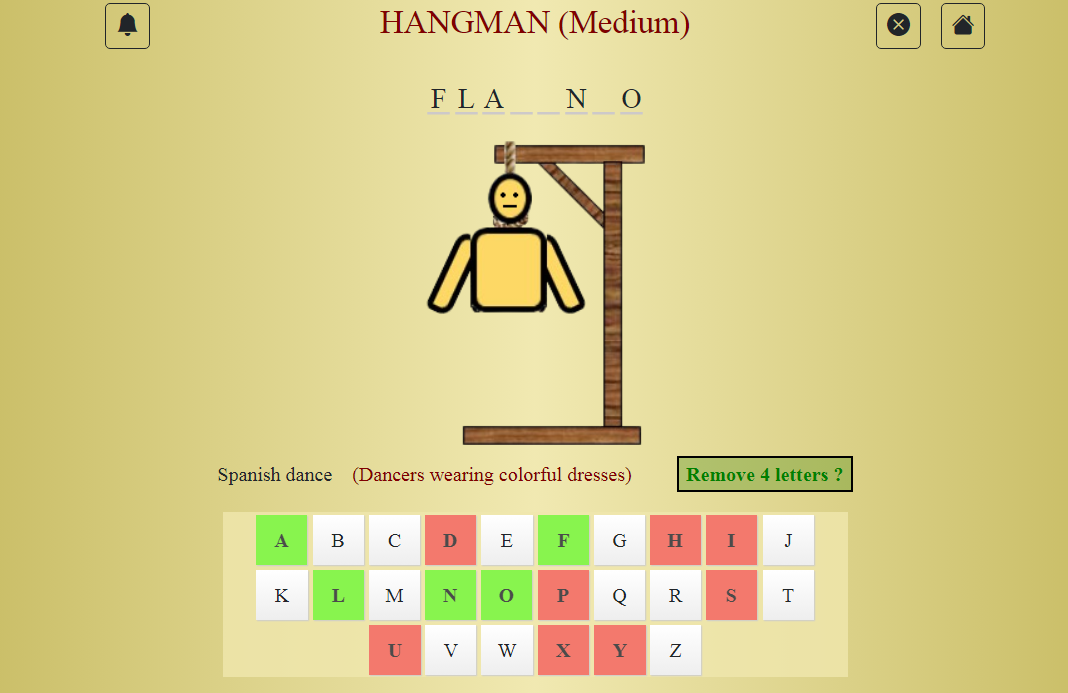 HANGMAN (Medium)
F L A _ _ N _ O
Spanish dance (Dancers wearing colorful dresses) Remove 4 letters ?
A B C D E F G H I J
K L M N O P Q R S T
U V W X Y Z